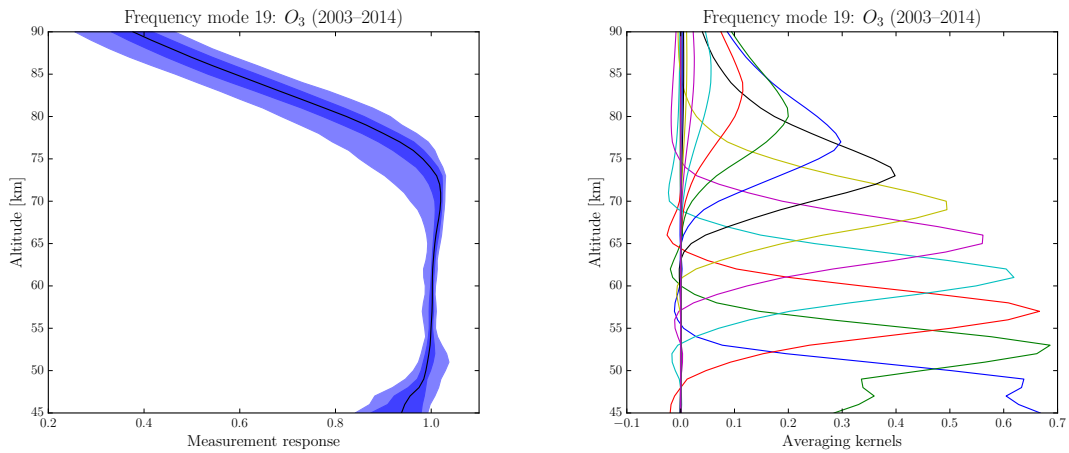 Frequency mode 19: O₃ (2003–2014)
90
85
80
75
70
65
60
55
50
45
Altitude [km]
0.2 0.4 0.6 0.8 1.0
Measurement response
Frequency mode 19: O₃ (2003–2014)
90
85
80
75
70
65
60
55
50
45
Altitude [km]
−0.1 0.0 0.1 0.2 0.3 0.4 0.5 0.6 0.7
Averaging kernels